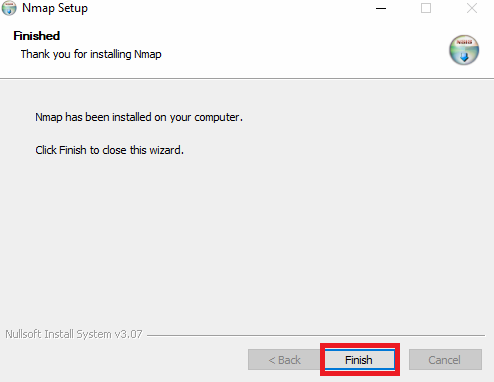 Nmap Setup
Finished
Thank you for installing Nmap
Nmap has been installed on your computer.
Click Finish to close this wizard.
Nullsoft Install System v3.07
< Back
Finish
Cancel